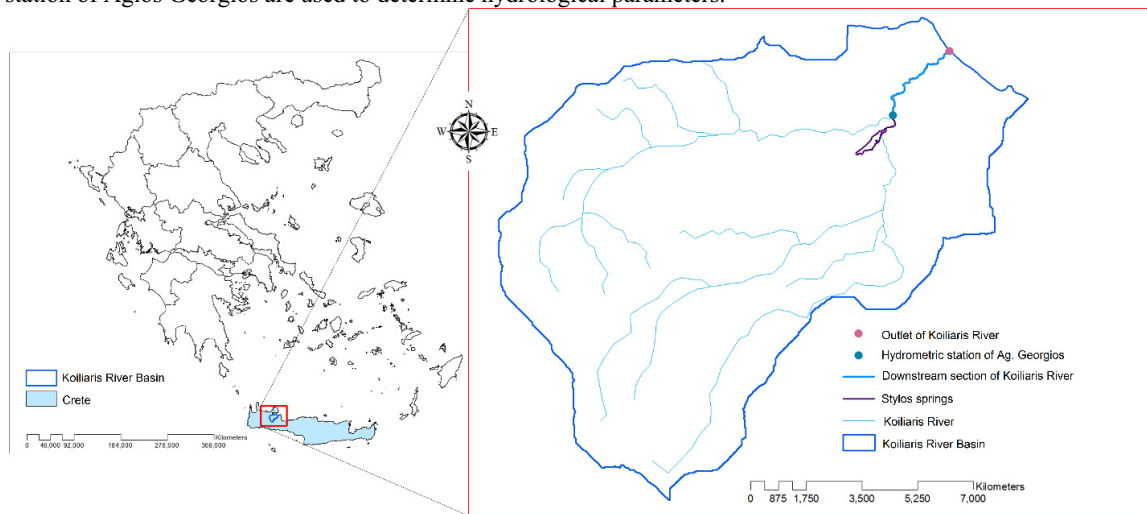 station of Agios Georgios are used to determine hydrological parameters.
N
W E
S
Koiliaris River Basin
Crete
Kilometers
0 46,000 92,000 184,000 276,000 368,000
Outlet of Koiliaris River
Hydrometric station of Ag. Georgios
Downstream section of Koiliaris River
Stylos springs
Koiliaris River
Koiliaris River Basin
Kilometers
0 875 1,750 3,500 5,250 7,000